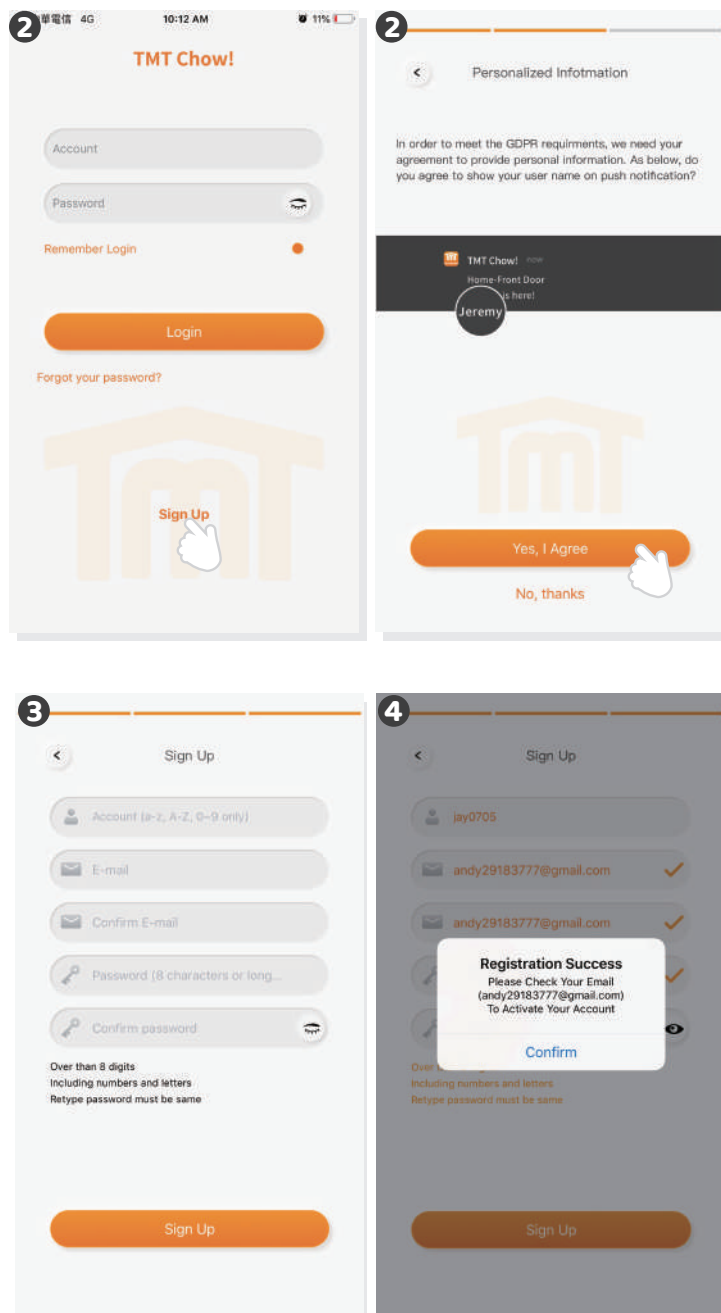 2
華電信 4G 10:12 AM 11%
TMT Chow!
Account
Password
Remember Login
Login
Forgot your password?
Sign Up
2
Personalized Infotmation
In order to meet the GDPR requirments, we need your
agreement to provide personal information. As below, do
you agree to show your user name on push notification?
TMT Chow! now
Home-Front Door
Jeremy is here!
Yes, I Agree
No, thanks
3
Sign Up
Account (a-z, A-Z, 0-9 only)
E-mail
Confirm E-mail
Password (8 characters or long...
Confirm password
Over than 8 digits
Including numbers and letters
Retype password must be same
Sign Up
4
Sign Up
jay0705
andy29183777@gmail.com
andy29183777@gmail.com
Registration Success
Please Check Your Email
(andy29183777@gmail.com)
To Activate Your Account
Confirm
Over
Including numbers and letters
Retype password must be same
Sign Up